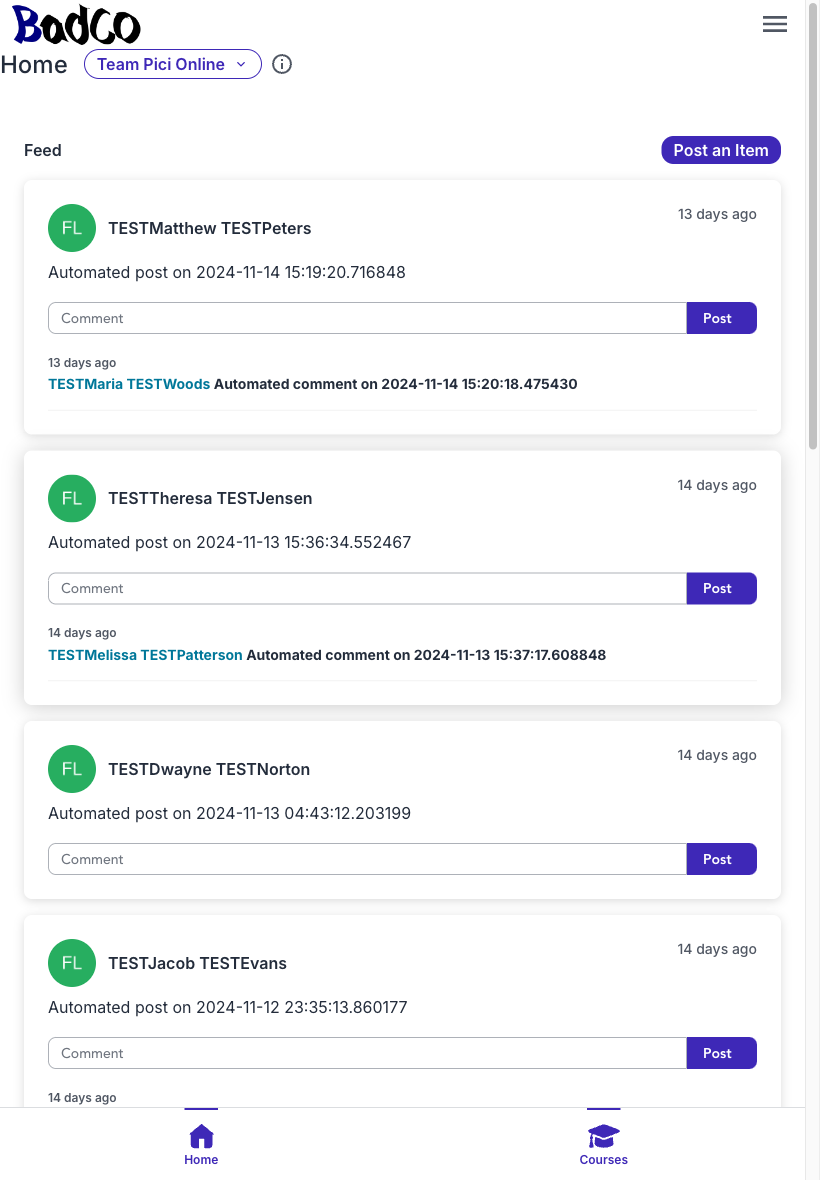 BadCo
Home
Team Pici Online
Feed
Post an Item
FL
TESTMatthew TESTPeters
13 days ago
Automated post on 2024-11-14 15:19:20.716848
Comment
Post
13 days ago
TESTMaria TESTWoods Automated comment on 2024-11-14 15:20:18.475430
FL
TESTTheresa TESTJensen
14 days ago
Automated post on 2024-11-13 15:36:34.552467
Comment
Post
14 days ago
TESTMelissa TESTPatterson Automated comment on 2024-11-13 15:37:17.608848
FL
TESTDwayne TESTNorton
14 days ago
Automated post on 2024-11-13 04:43:12.203199
Comment
Post
FL
TESTJacob TESTEvans
14 days ago
Automated post on 2024-11-12 23:35:13.860177
Comment
Post
14 days ago
Home
Courses